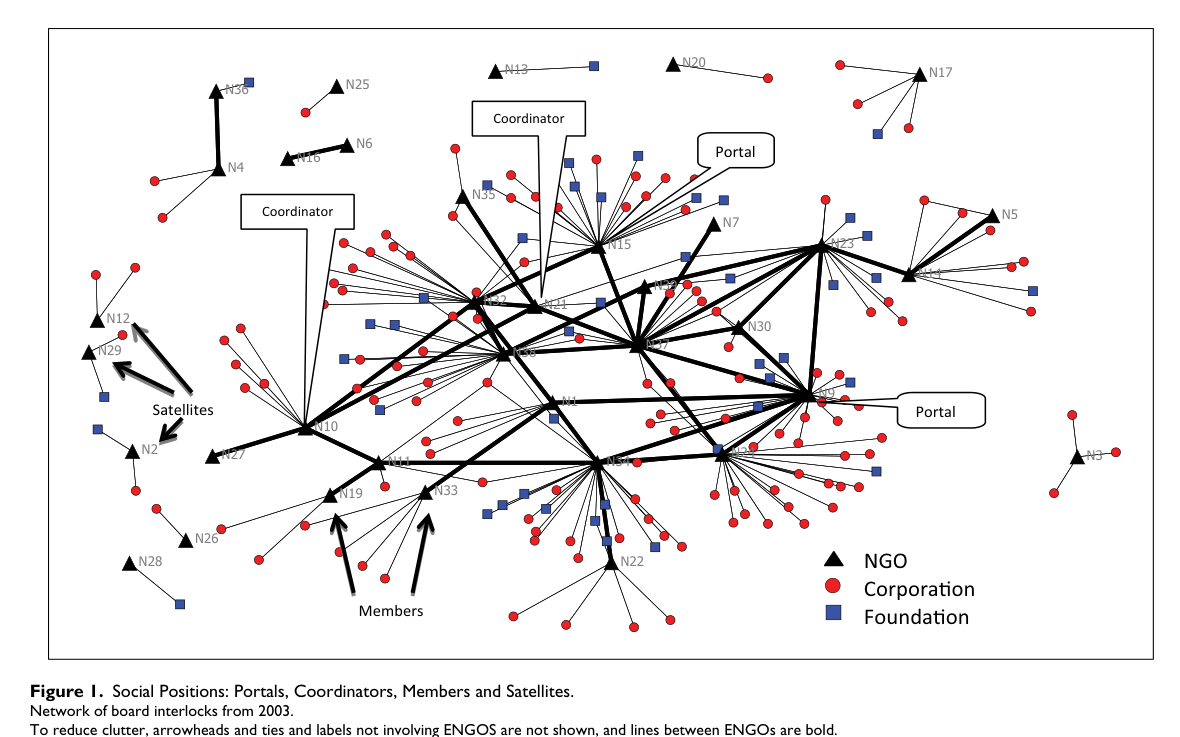 N36
N25
N13
N20
N17
Coordinator
N16
N6
Portal
N4
N35
N5
Coordinator
N15
N7
N23
N14
N32
N21
N12
N30
N29
N37
Satellites
N1
N9
Portal
N10
N2
N27
N11
N34
N3
N19
N33
N26
N22
N28
NGO
Corporation
Members
Foundation
Figure 1. Social Positions: Portals, Coordinators, Members and Satellites.
Network of board interlocks from 2003.
To reduce clutter, arrowheads and ties and labels not involving ENGOS are not shown, and lines between ENGOs are bold.